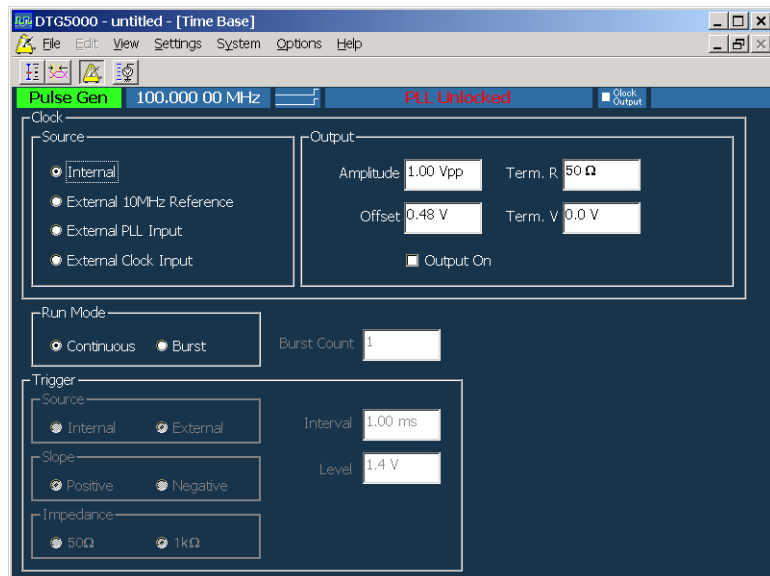 DTG5000 - untitled - [Time Base]
File Edit View Settings System Options Help
Pulse Gen 100.000 00 MHz PLL Unlocked Clock Output
Clock
Source
Internal
External 10MHz Reference
External PLL Input
External Clock Input
Output
Amplitude 1.00 Vpp Term. R 50 Ω
Offset 0.48 V Term. V 0.0 V
Output On
Run Mode
Continuous Burst
Burst Count 1
Trigger
Source
Internal External
Interval 1.00 ms
Slope
Positive Negative
Level 1.4 V
Impedance
50Ω 1kΩ